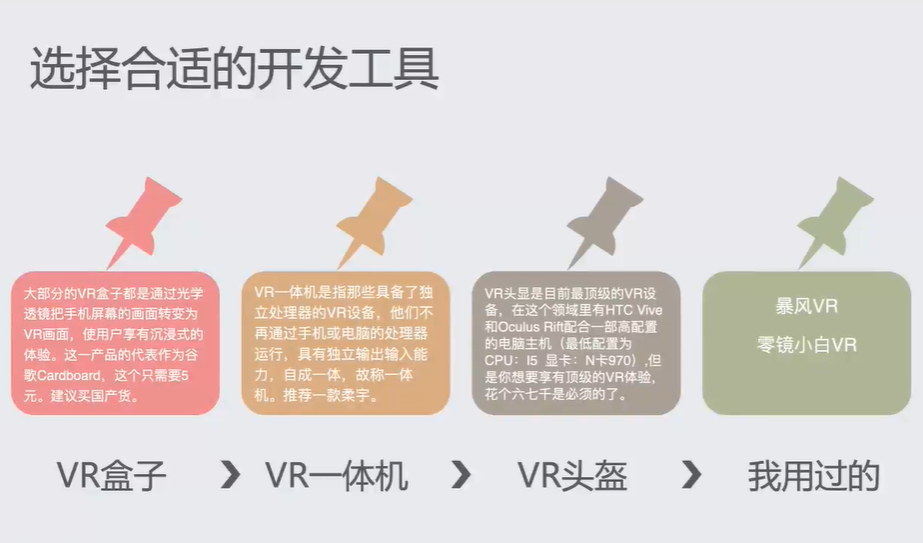 选择合适的开发工具
大部分的VR盒子都是通过光学
透镜把手机屏幕的画面转变为
VR画面，使用户享有沉浸式的
体验。这一产品的代表作为谷
歌Cardboard，这个只需要5
元。建议买国产货。
VR一体机是指那些具备了独
立处理器的VR设备，他们不
再通过手机或电脑的处理器
运行，具有独立输出输入能
力，自成一体，故称一体
机。推荐一款柔宇。
VR头显是目前最顶级的VR设
备，在这个领域里有HTC Vive
和Oculus Rift配合一部高配置
的电脑主机（最低配置为
CPU：I5 显卡：N卡970）,但
是你想要享有顶级的VR体验,
花个六七千是必须的了。
暴风VR
零镜小白VR
VR盒子
VR一体机
VR头盔
我用过的